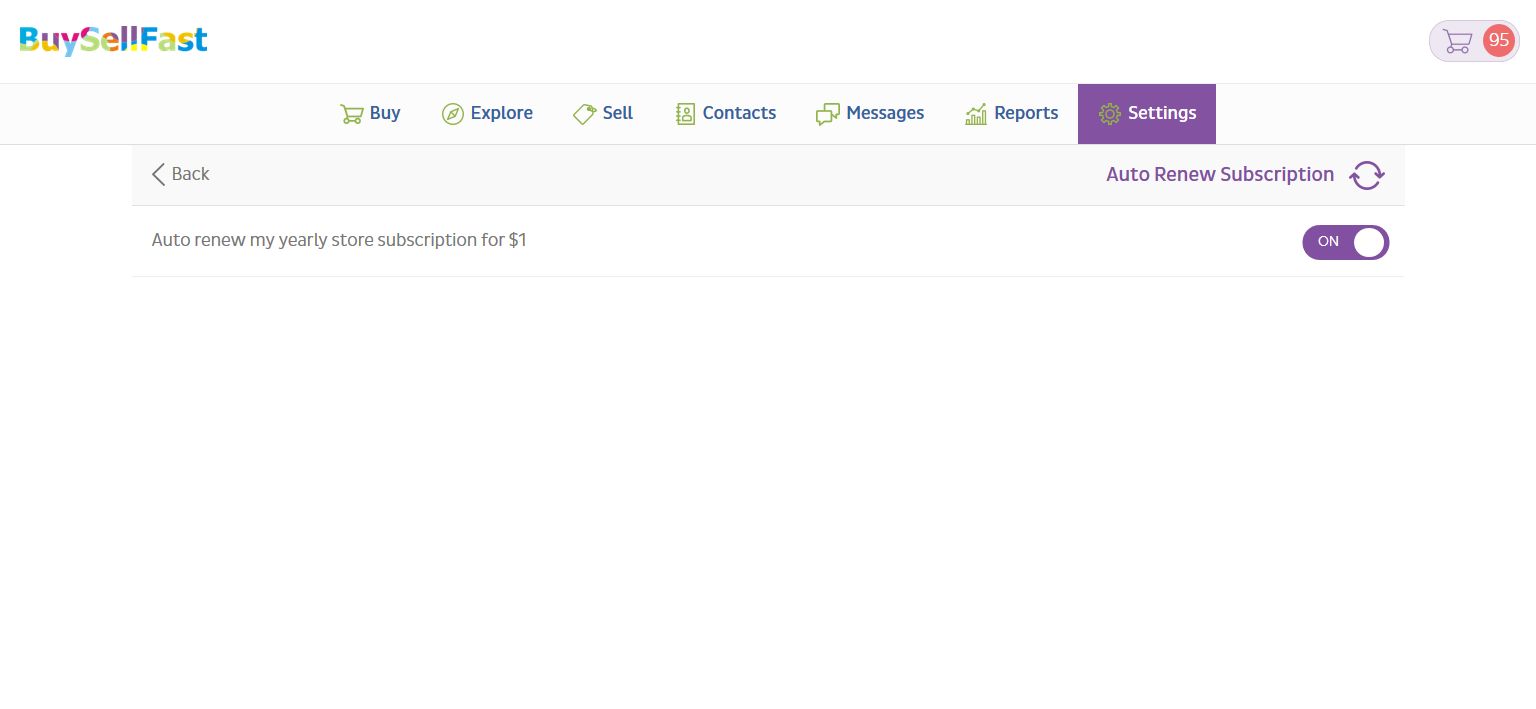 BuySellFast
95
Buy Explore Sell Contacts Messages Reports Settings
Back Auto Renew Subscription
Auto renew my yearly store subscription for $1 ON